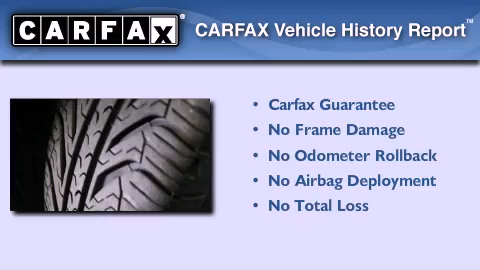 CARFAX® CARFAX Vehicle History Report™
• Carfax Guarantee
• No Frame Damage
• No Odometer Rollback
• No Airbag Deployment
• No Total Loss